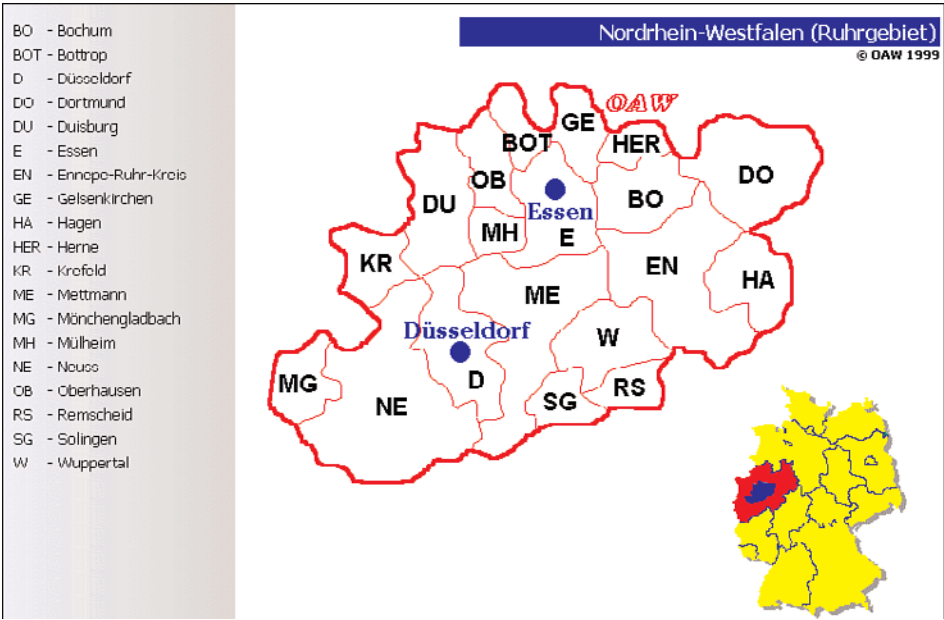 BO - Bochum
BOT - Bottrop
D - Düsseldorf
DO - Dortmund
DU - Duisburg
E - Essen
EN - Ennepe-Ruhr-Kreis
GE - Gelsenkirchen
HA - Hagen
HER - Herne
KR - Krefeld
ME - Mettmann
MG - Mönchengladbach
MH - Mülheim
NE - Neuss
OB - Oberhausen
RS - Remscheid
SG - Solingen
W - Wuppertal
Nordrhein-Westfalen (Ruhrgebiet)
© OAW 1999
OAW
GE
BOT
HER
DO
OB
BO
DU
Essen
MH
E
KR
EN
HA
ME
Düsseldorf
W
MG
D
RS
NE
SG